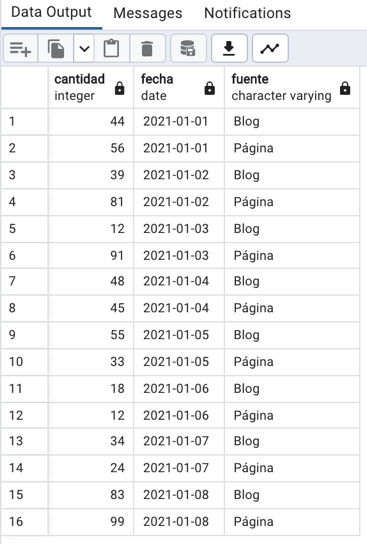 Data Output Messages Notifications
cantidad fecha fuente
integer date character varying
1 44 2021-01-01 Blog
2 56 2021-01-01 Página
3 39 2021-01-02 Blog
4 81 2021-01-02 Página
5 12 2021-01-03 Blog
6 91 2021-01-03 Página
7 48 2021-01-04 Blog
8 45 2021-01-04 Página
9 55 2021-01-05 Blog
10 33 2021-01-05 Página
11 18 2021-01-06 Blog
12 12 2021-01-06 Página
13 34 2021-01-07 Blog
14 24 2021-01-07 Página
15 83 2021-01-08 Blog
16 99 2021-01-08 Página